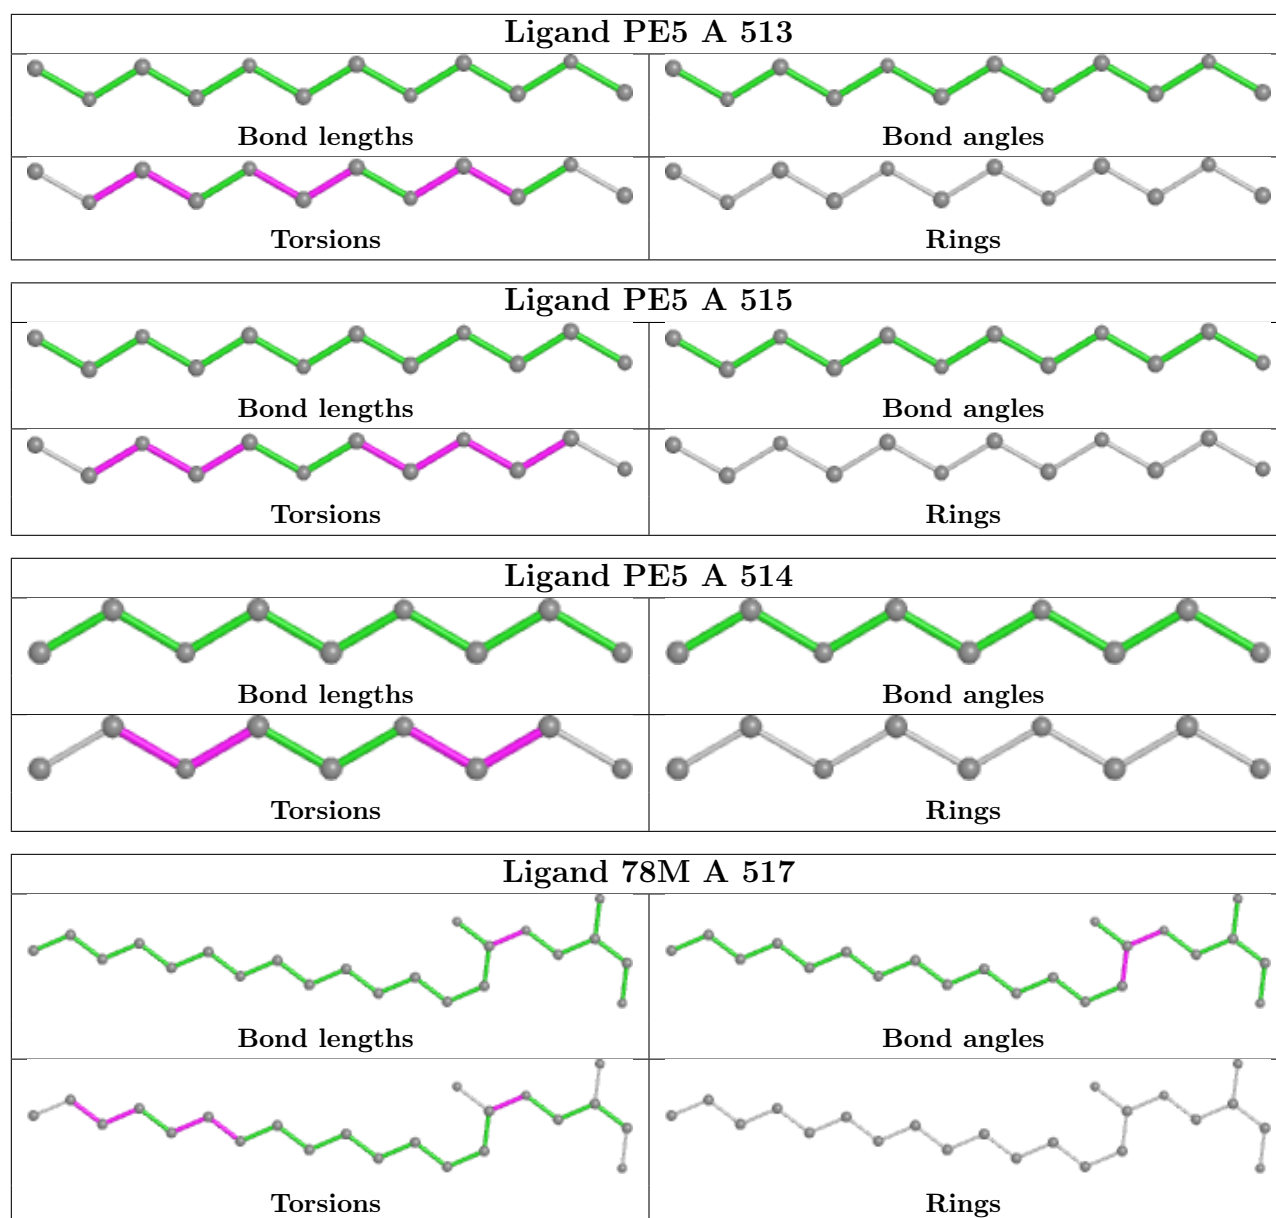 Ligand PE5 A 513
Bond lengths Bond angles
Torsions Rings
Ligand PE5 A 515
Bond lengths Bond angles
Torsions Rings
Ligand PE5 A 514
Bond lengths Bond angles
Torsions Rings
Ligand 78M A 517
Bond lengths Bond angles
Torsions Rings